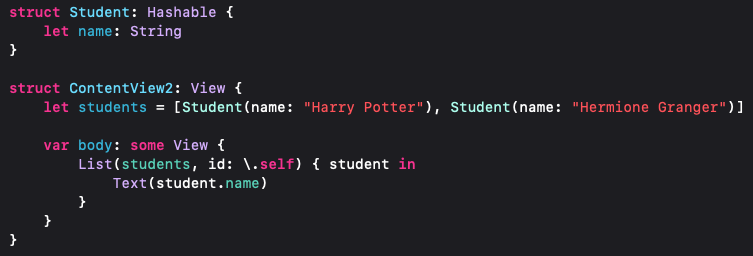 struct Student: Hashable {
    let name: String
}

struct ContentView2: View {
    let students = [Student(name: "Harry Potter"), Student(name: "Hermione Granger")]

    var body: some View {
        List(students, id: \.self) { student in
            Text(student.name)
        }
    }
}